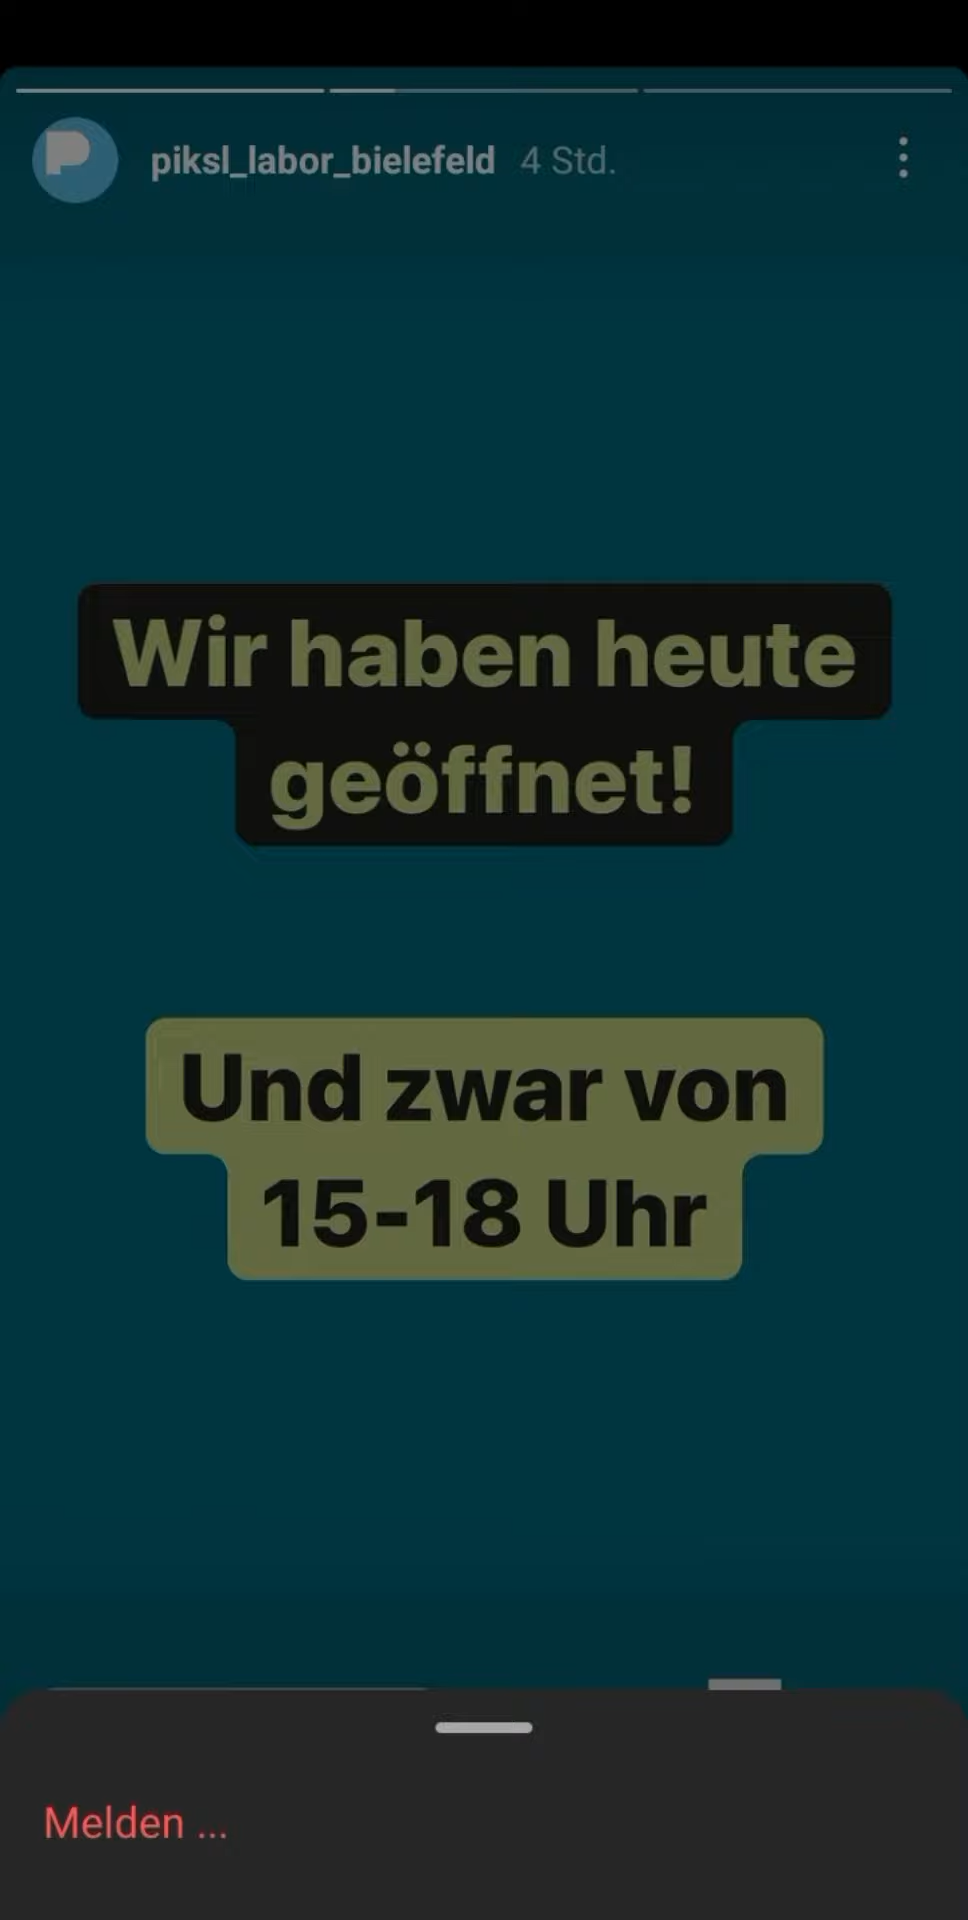 piksl_labor_bielefeld 4 Std.
Wir haben heute
geöffnet!
Und zwar von
15-18 Uhr
Melden ...